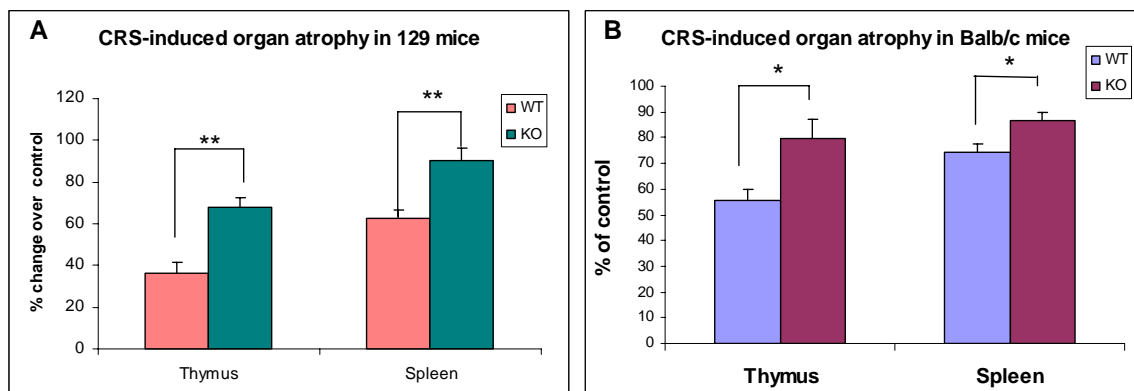 A
CRS-induced organ atrophy in 129 mice
WT
KO
% change over control
120
100
80
60
40
20
0
**
**
Thymus
Spleen
B
CRS-induced organ atrophy in Balb/c mice
WT
KO
% of control
100
90
80
70
60
50
40
30
20
10
0
*
*
Thymus
Spleen